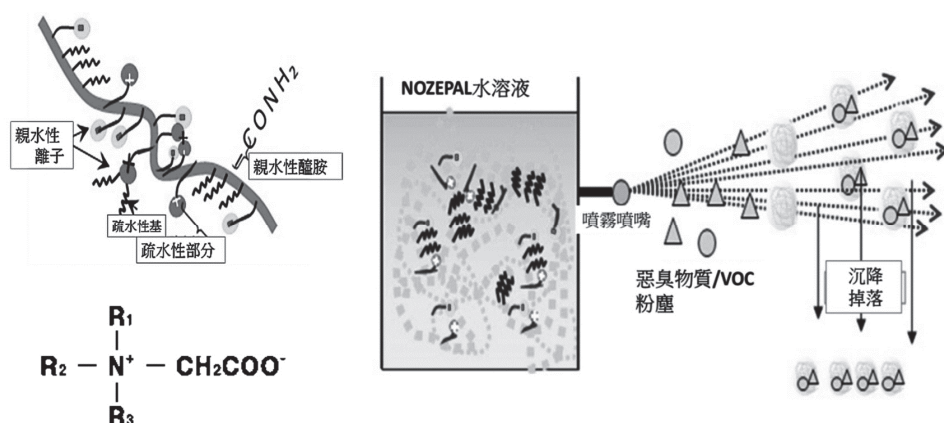 CONH₂
親水性
離子
親水性醯胺
疏水性基
疏水性部分
R₁
R₂ — N⁺ — CH₂COO⁻
R₃
NOZEPAL水溶液
噴霧噴嘴
惡臭物質/VOC
粉塵
沉降
掉落